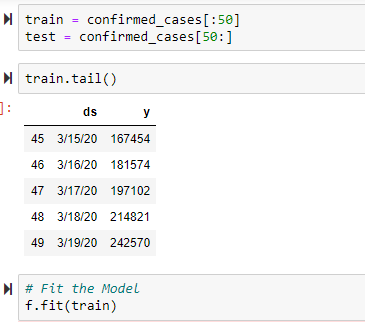 train = confirmed_cases[:50]
test = confirmed_cases[50:]
train.tail()
]:
ds y
45 3/15/20 167454
46 3/16/20 181574
47 3/17/20 197102
48 3/18/20 214821
49 3/19/20 242570
# Fit the Model
f.fit(train)